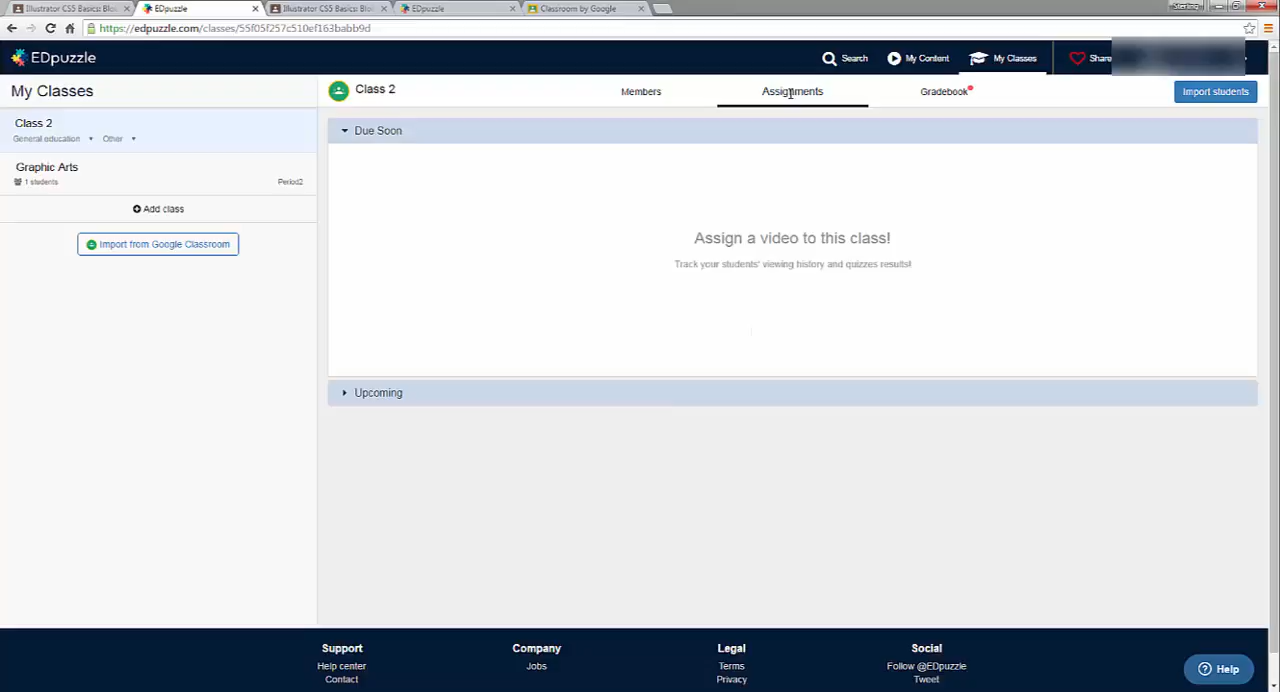 Illustrator CS5 Basics: Blo
EDpuzzle
Illustrator CS5 Basics: Blo
EDpuzzle
Classroom by Google
Sterling
https://edpuzzle.com/classes/55f05f257c510ef163babb9d
EDpuzzle
Search
My Content
My Classes
Share
My Classes
Class 2
Members
Assignments
Gradebook
Import students
Class 2
General education
Other
Graphic Arts
1 students
Period2
Add class
Import from Google Classroom
Due Soon
Assign a video to this class!
Track your students' viewing history and quizzes results!
Upcoming
Support
Company
Legal
Social
Help center
Jobs
Terms
Follow @EDpuzzle
Contact
Privacy
Tweet
Help